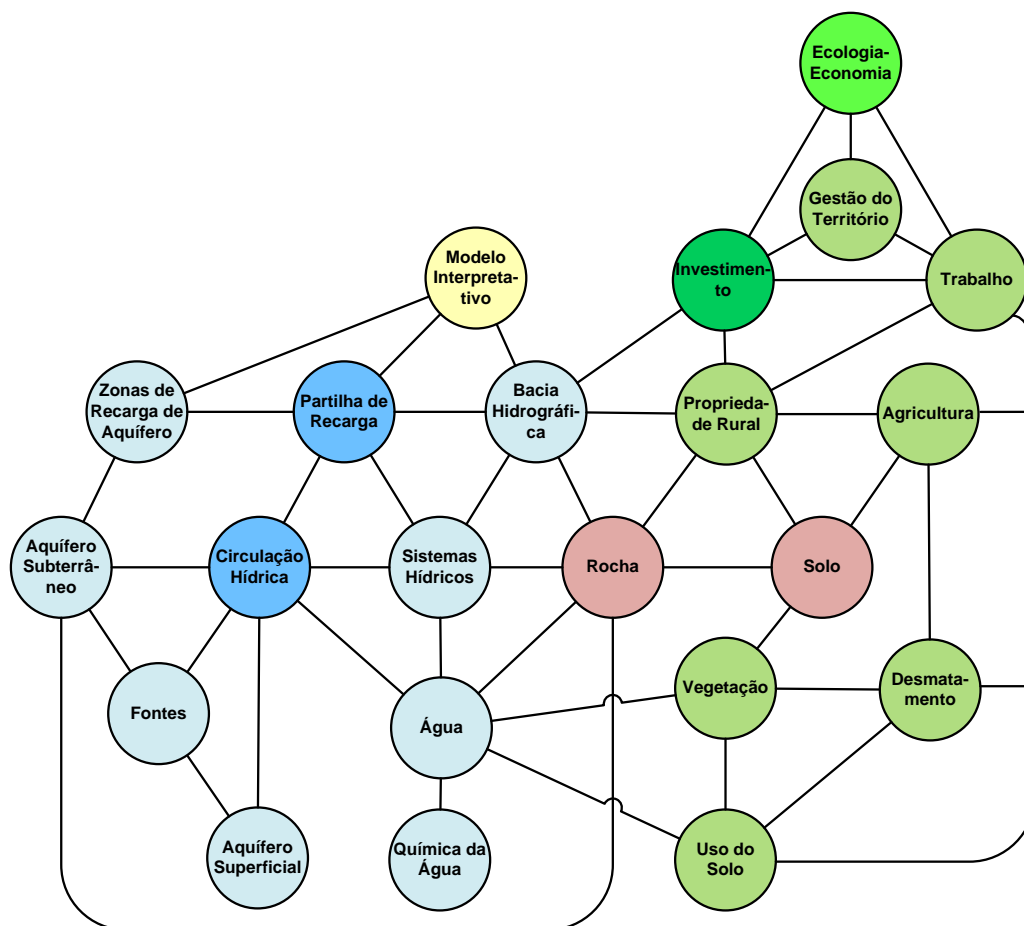 Ecologia-
Economia
Gestão do
Território
Modelo
Interpreta-
tivo
Investimen-
to
Trabalho
Zonas de
Recarga de
Aquífero
Partilha de
Recarga
Bacia
Hidrográfi-
ca
Proprieda-
de Rural
Agricultura
Aquífero
Subterrâ-
neo
Circulação
Hídrica
Sistemas
Hídricos
Rocha
Solo
Fontes
Água
Vegetação
Desmata-
mento
Aquífero
Superficial
Química da
Água
Uso do
Solo